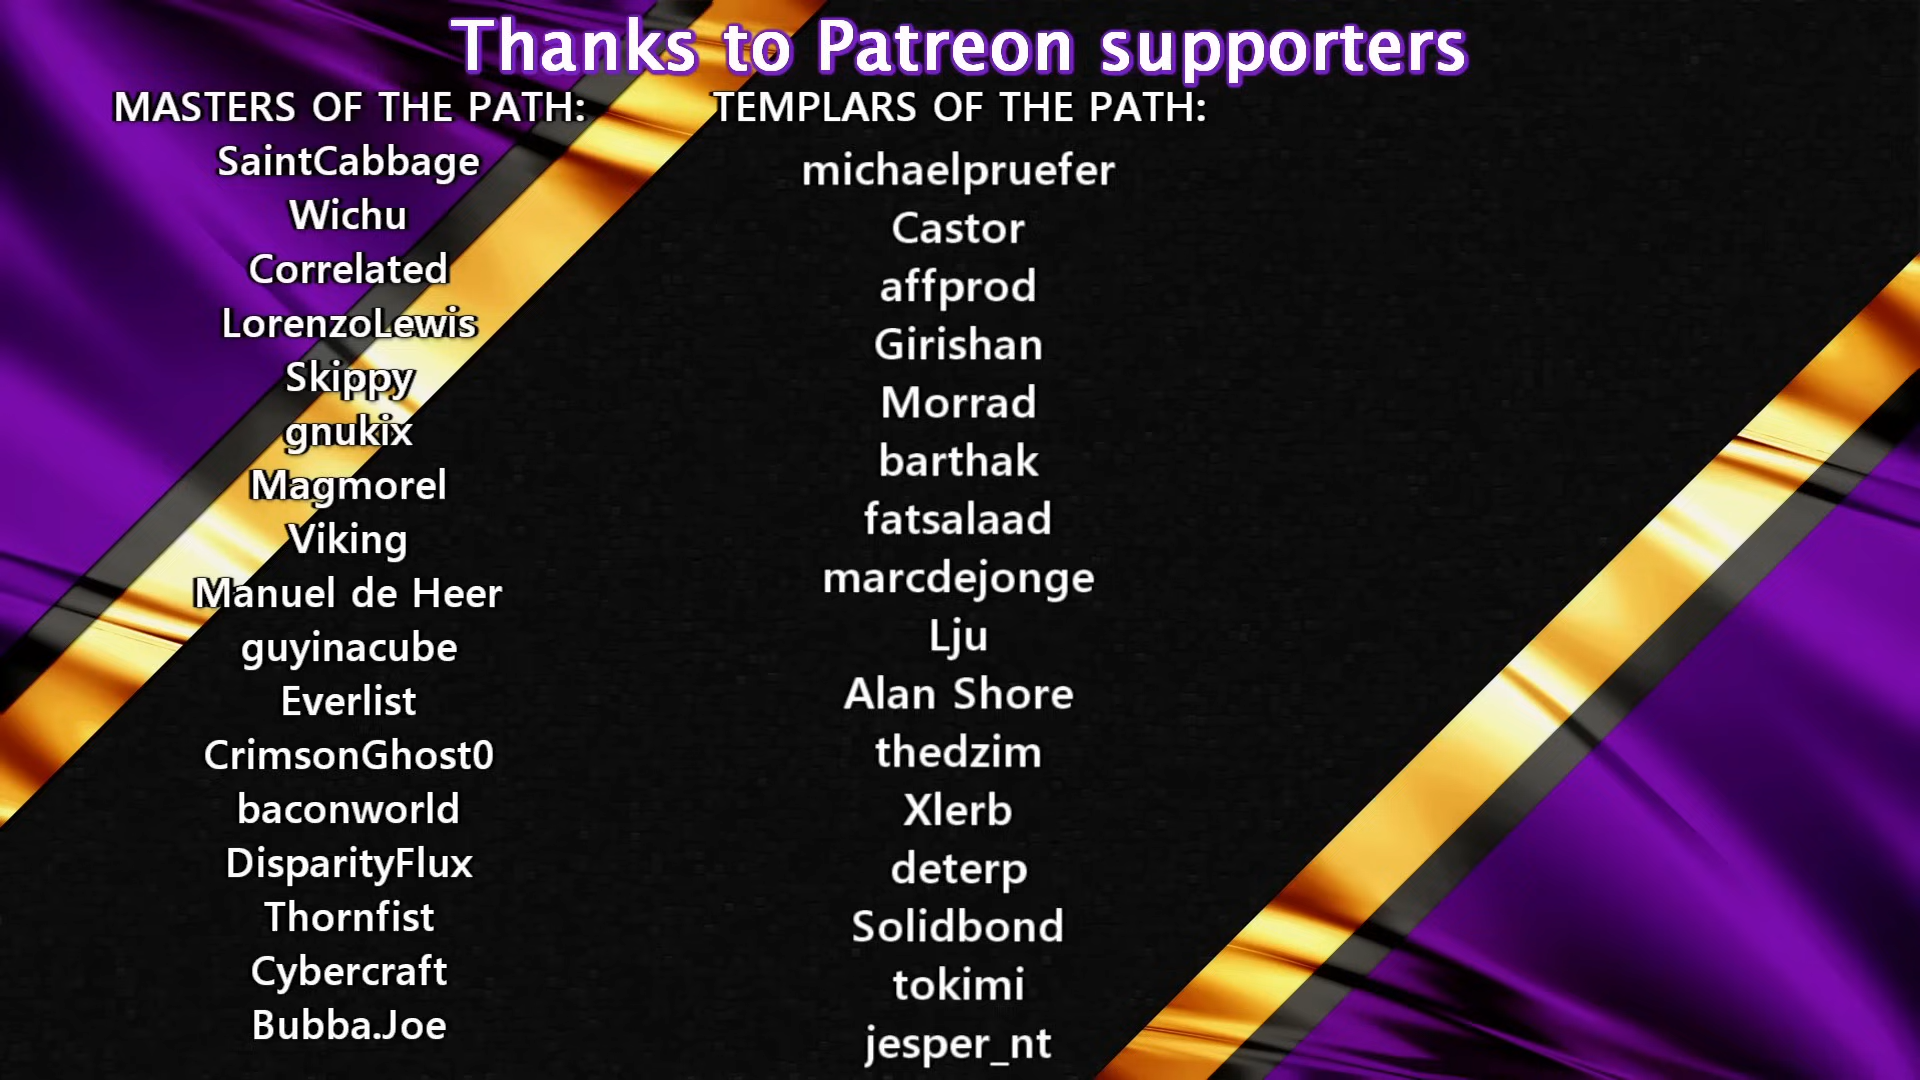 Thanks to Patreon supporters
MASTERS OF THE PATH:
SaintCabbage
Wichu
Correlated
LorenzoLewis
Skippy
gnukix
Magmorel
Viking
Manuel de Heer
guyinacube
Everlist
CrimsonGhost0
baconworld
DisparityFlux
Thornfist
Cybercraft
Bubba.Joe
TEMPLARS OF THE PATH:
michaelpruefer
Castor
affprod
Girishan
Morrad
barthak
fatsalaad
marcdejonge
Lju
Alan Shore
thedzim
Xlerb
deterp
Solidbond
tokimi
jesper_nt